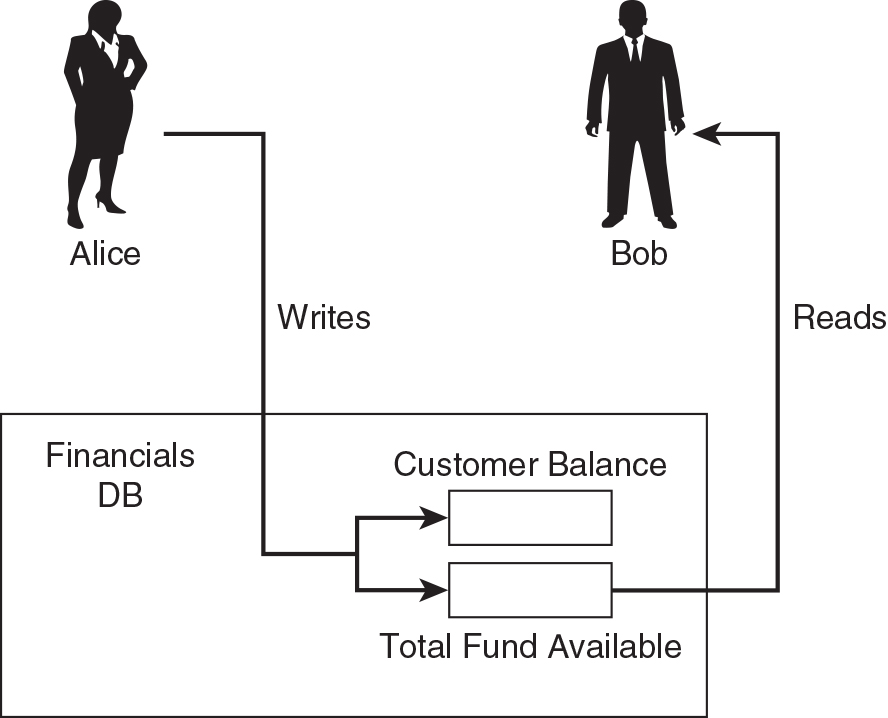 Alice
Bob
Writes
Reads
Financials
DB
Customer Balance
Total Fund Available